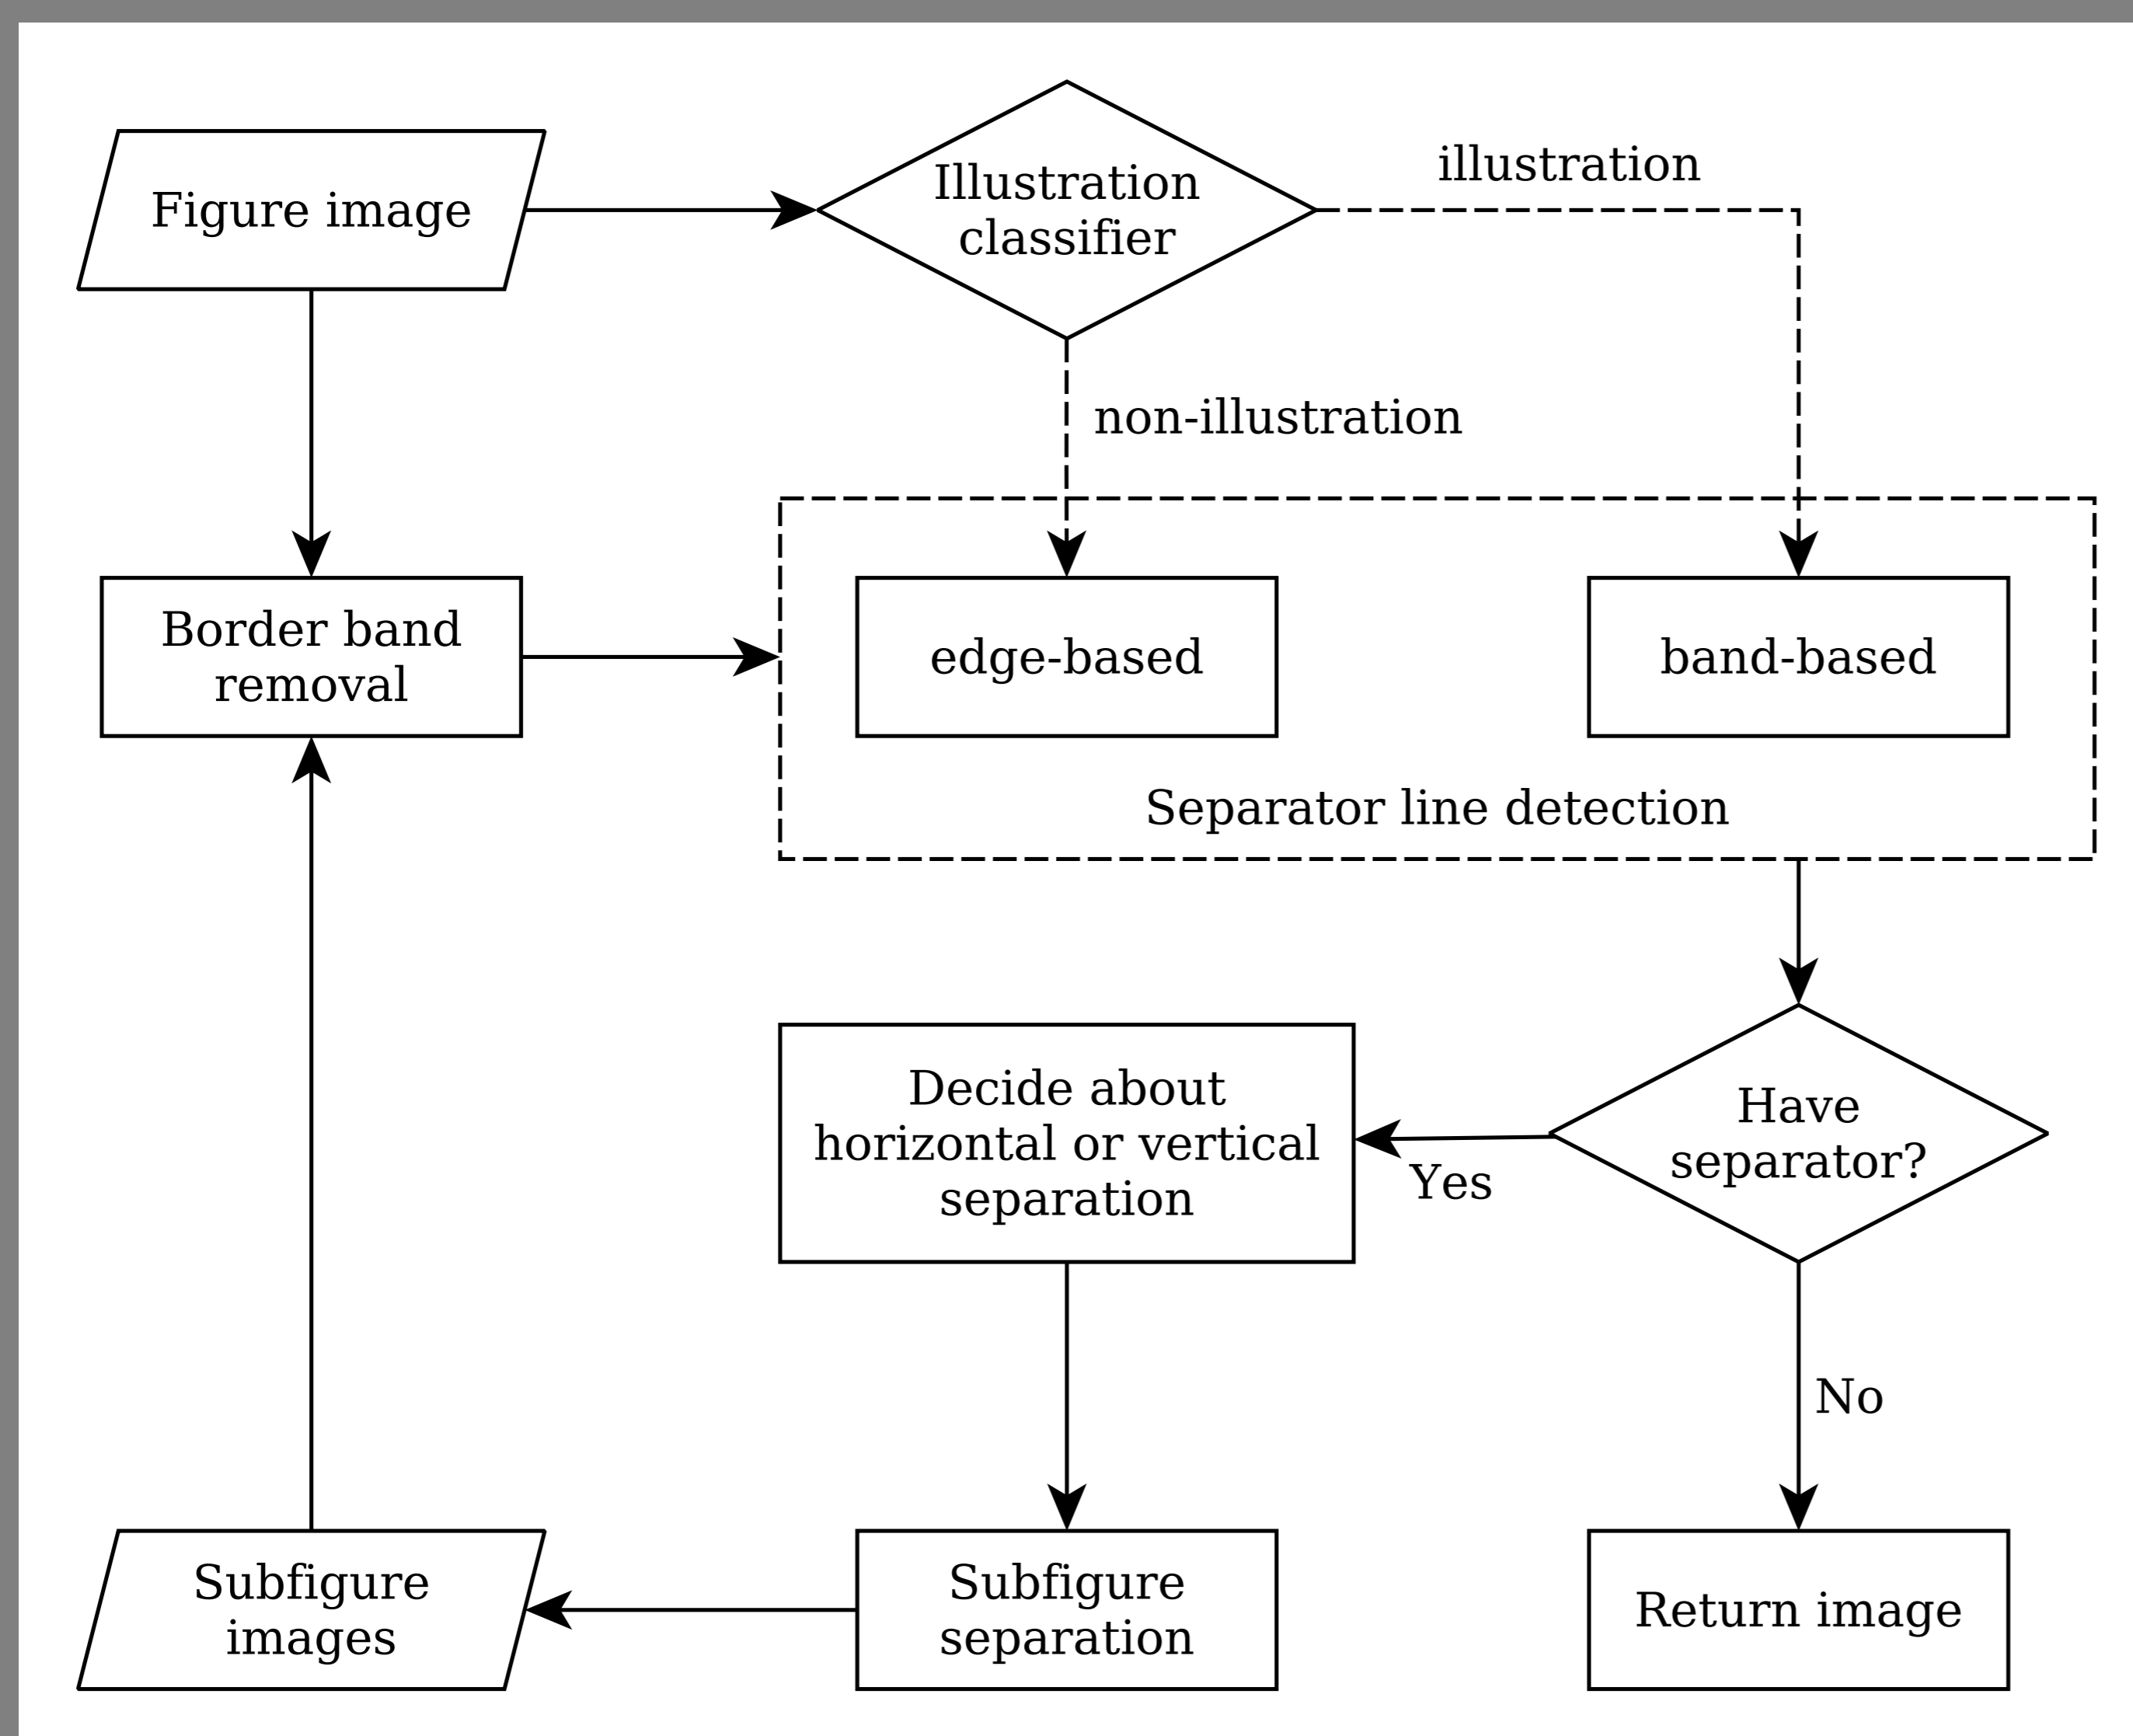 Figure image
Illustration
classifier
illustration
non-illustration
Border band
removal
edge-based
band-based
Separator line detection
Decide about
horizontal or vertical
separation
Yes
Have
separator?
No
Subfigure
images
Subfigure
separation
Return image